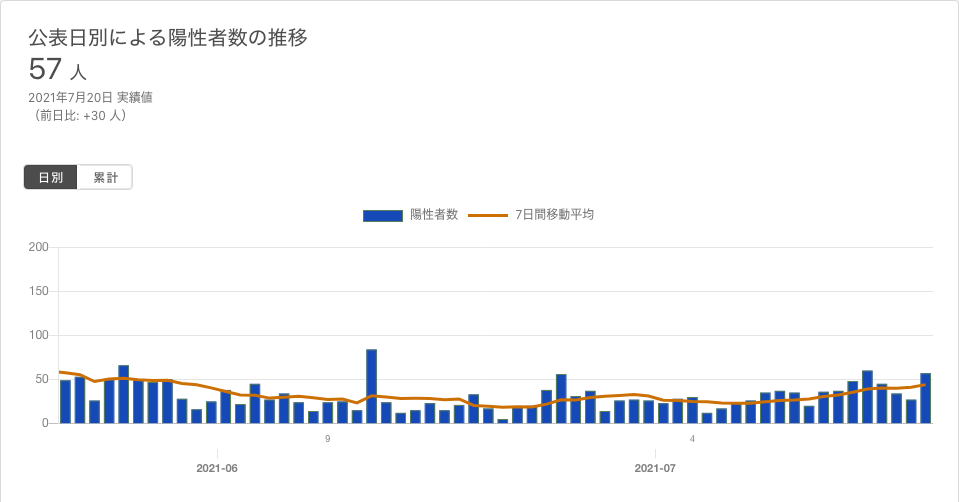 公表日別による陽性者数の推移
57 人
2021年7月20日 実績値
（前日比: +30 人）
日別 累計
陽性者数 7日間移動平均
200
150
100
50
0
9 4
2021-06 2021-07